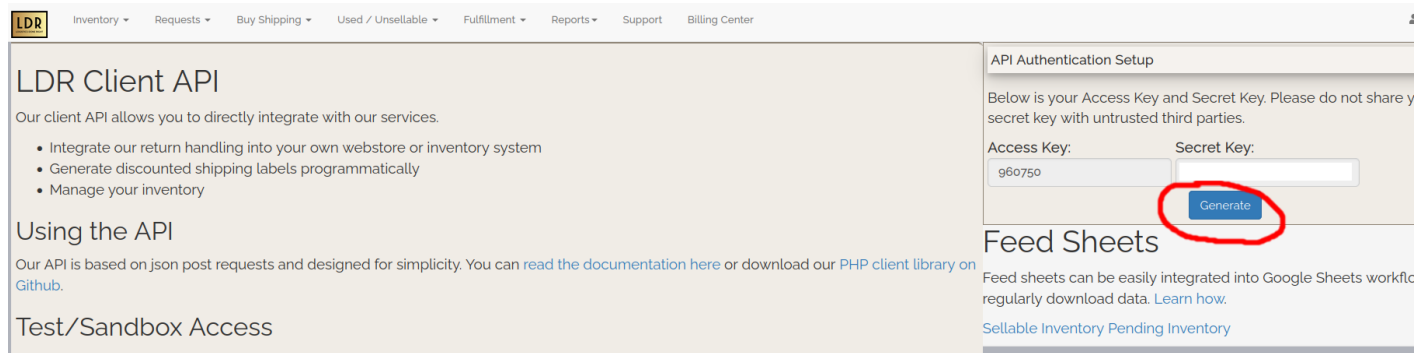 LDR
Inventory
Requests
Buy Shipping
Used / Unsellable
Fulfillment
Reports
Support
Billing Center
LDR Client API
Our client API allows you to directly integrate with our services.
• Integrate our return handling into your own webstore or inventory system
• Generate discounted shipping labels programmatically
• Manage your inventory
Using the API
Our API is based on json post requests and designed for simplicity. You can read the documentation here or download our PHP client library on
Github.
Test/Sandbox Access
API Authentication Setup
Below is your Access Key and Secret Key. Please do not share y
secret key with untrusted third parties.
Access Key:
Secret Key:
960750
Generate
Feed Sheets
Feed sheets can be easily integrated into Google Sheets workflo
regularly download data. Learn how.
Sellable Inventory Pending Inventory